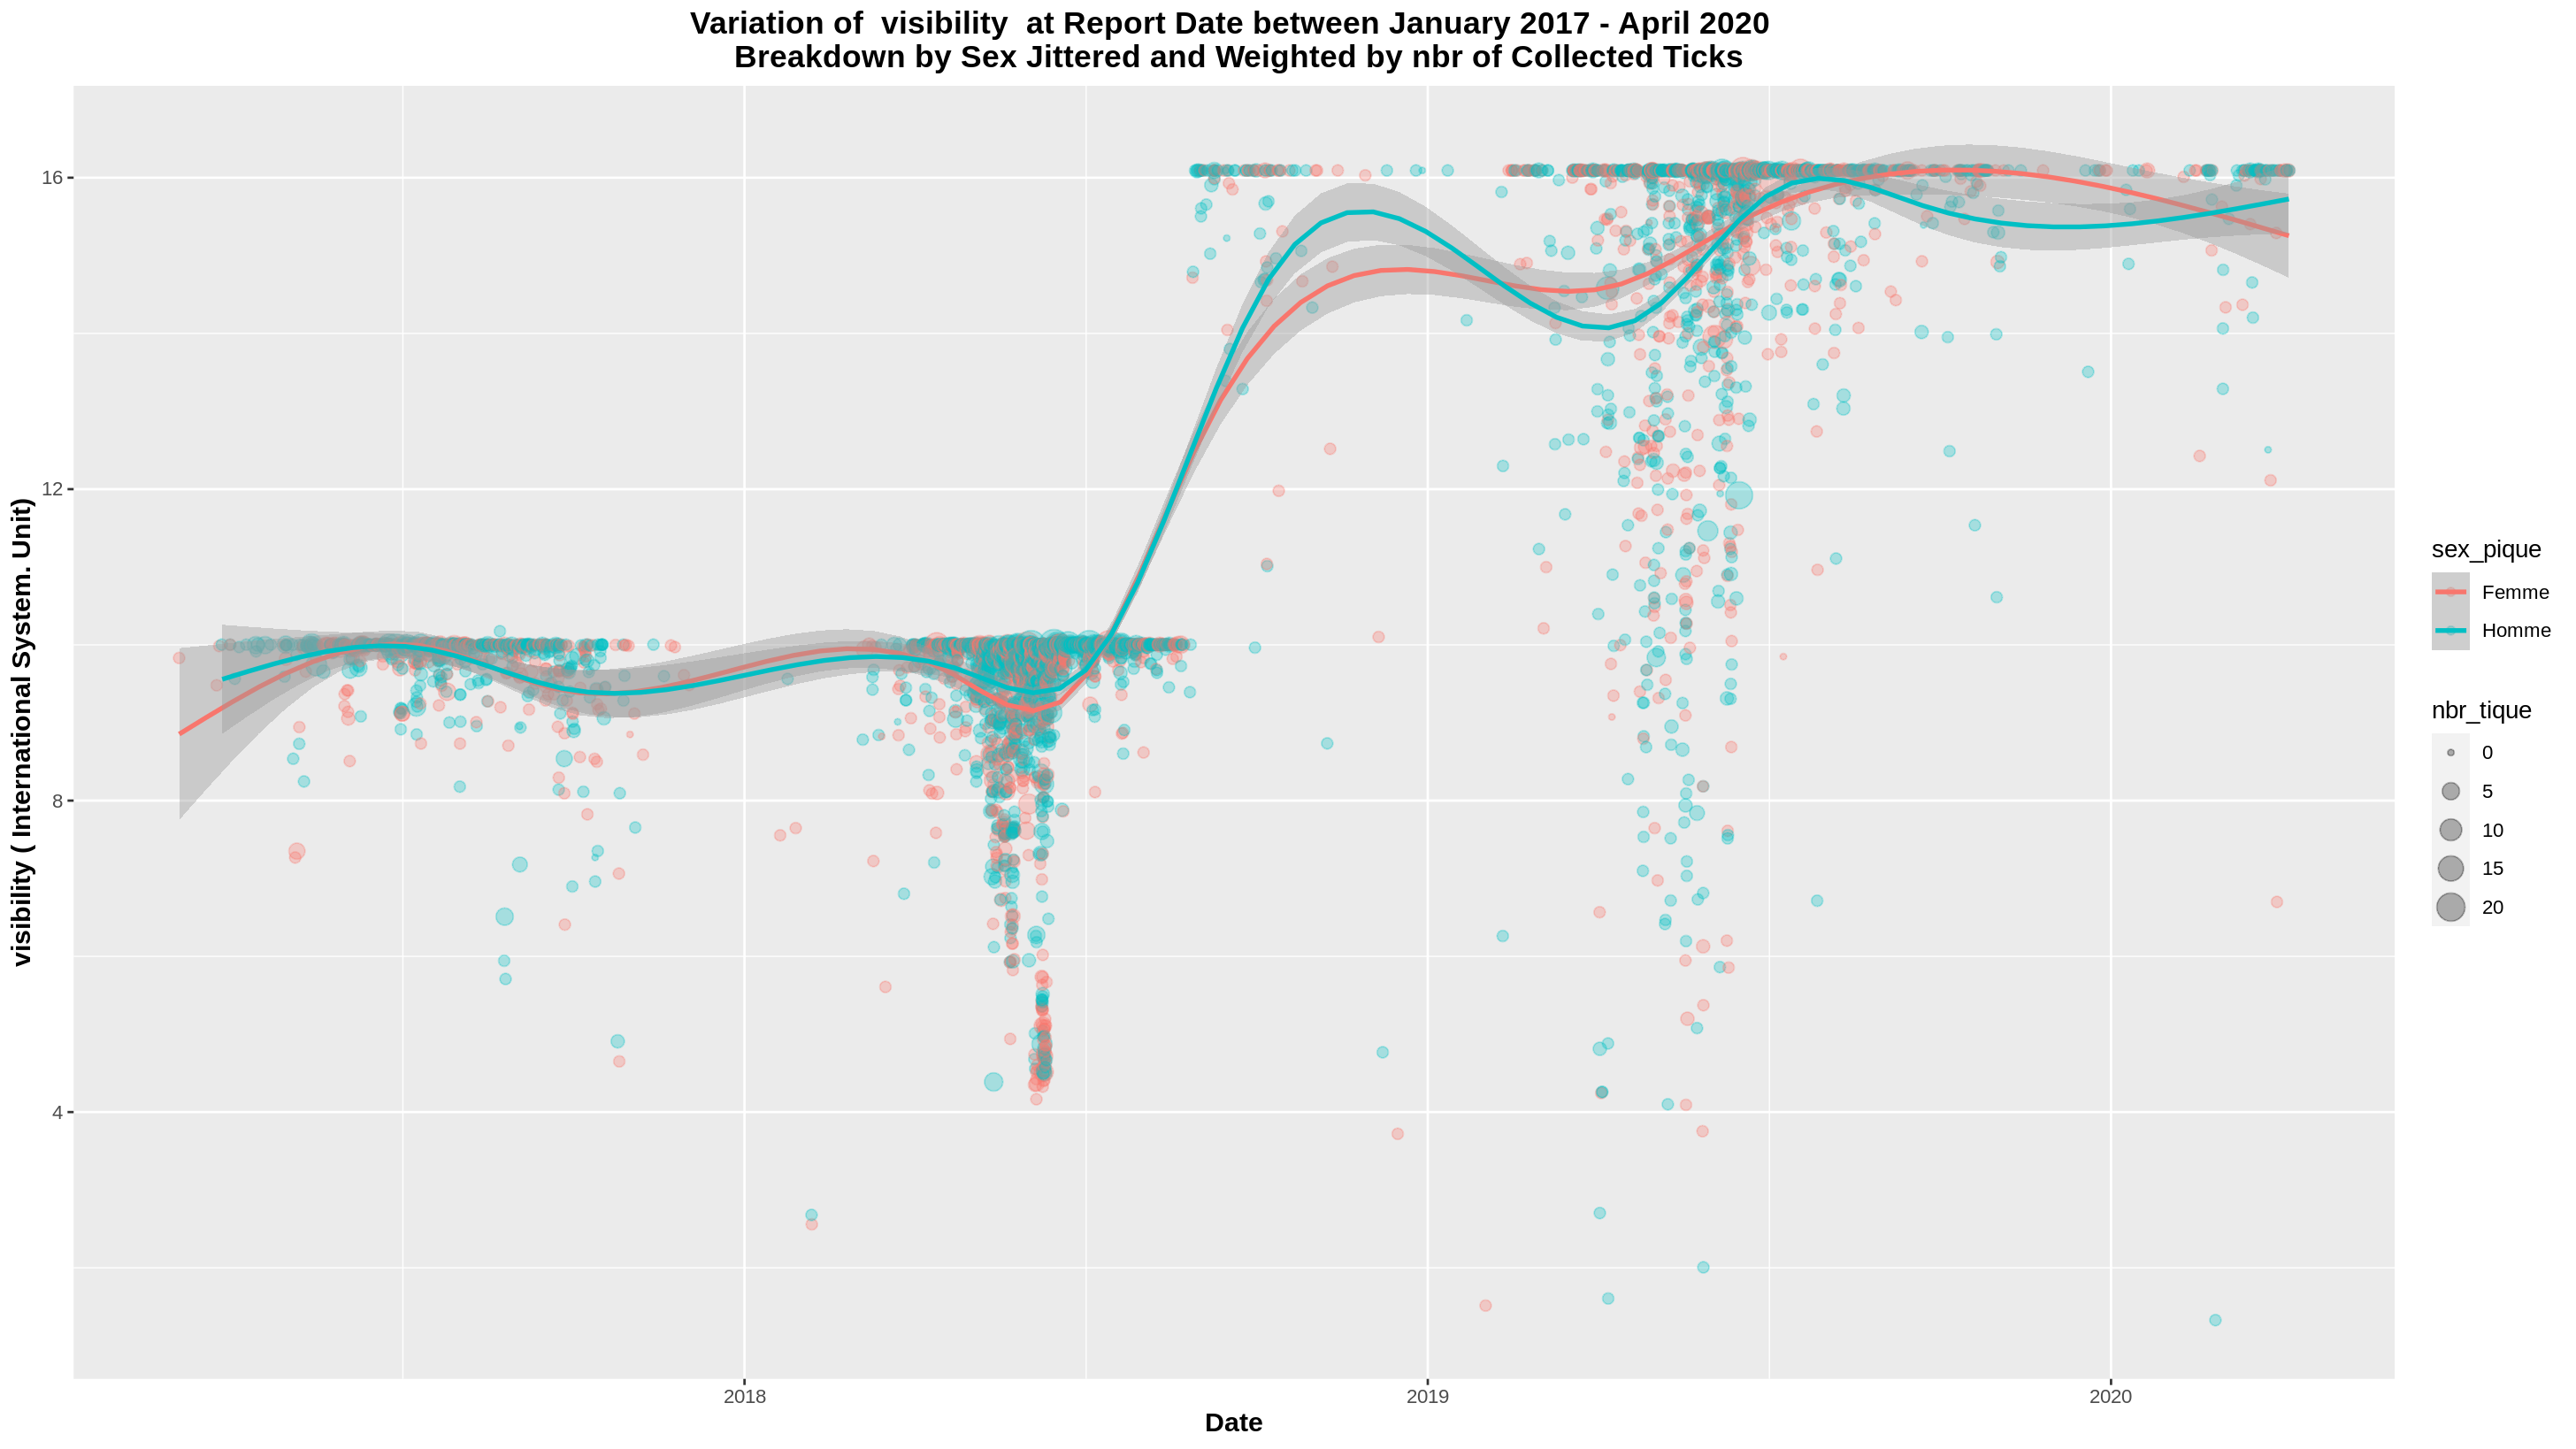 Variation of  visibility  at Report Date between January 2017 - April 2020
Breakdown by Sex Jittered and Weighted by nbr of Collected Ticks
visibility ( International System. Unit)
16
12
8
4
2018
2019
2020
Date
sex_pique
Femme
Homme
nbr_tique
0
5
10
15
20